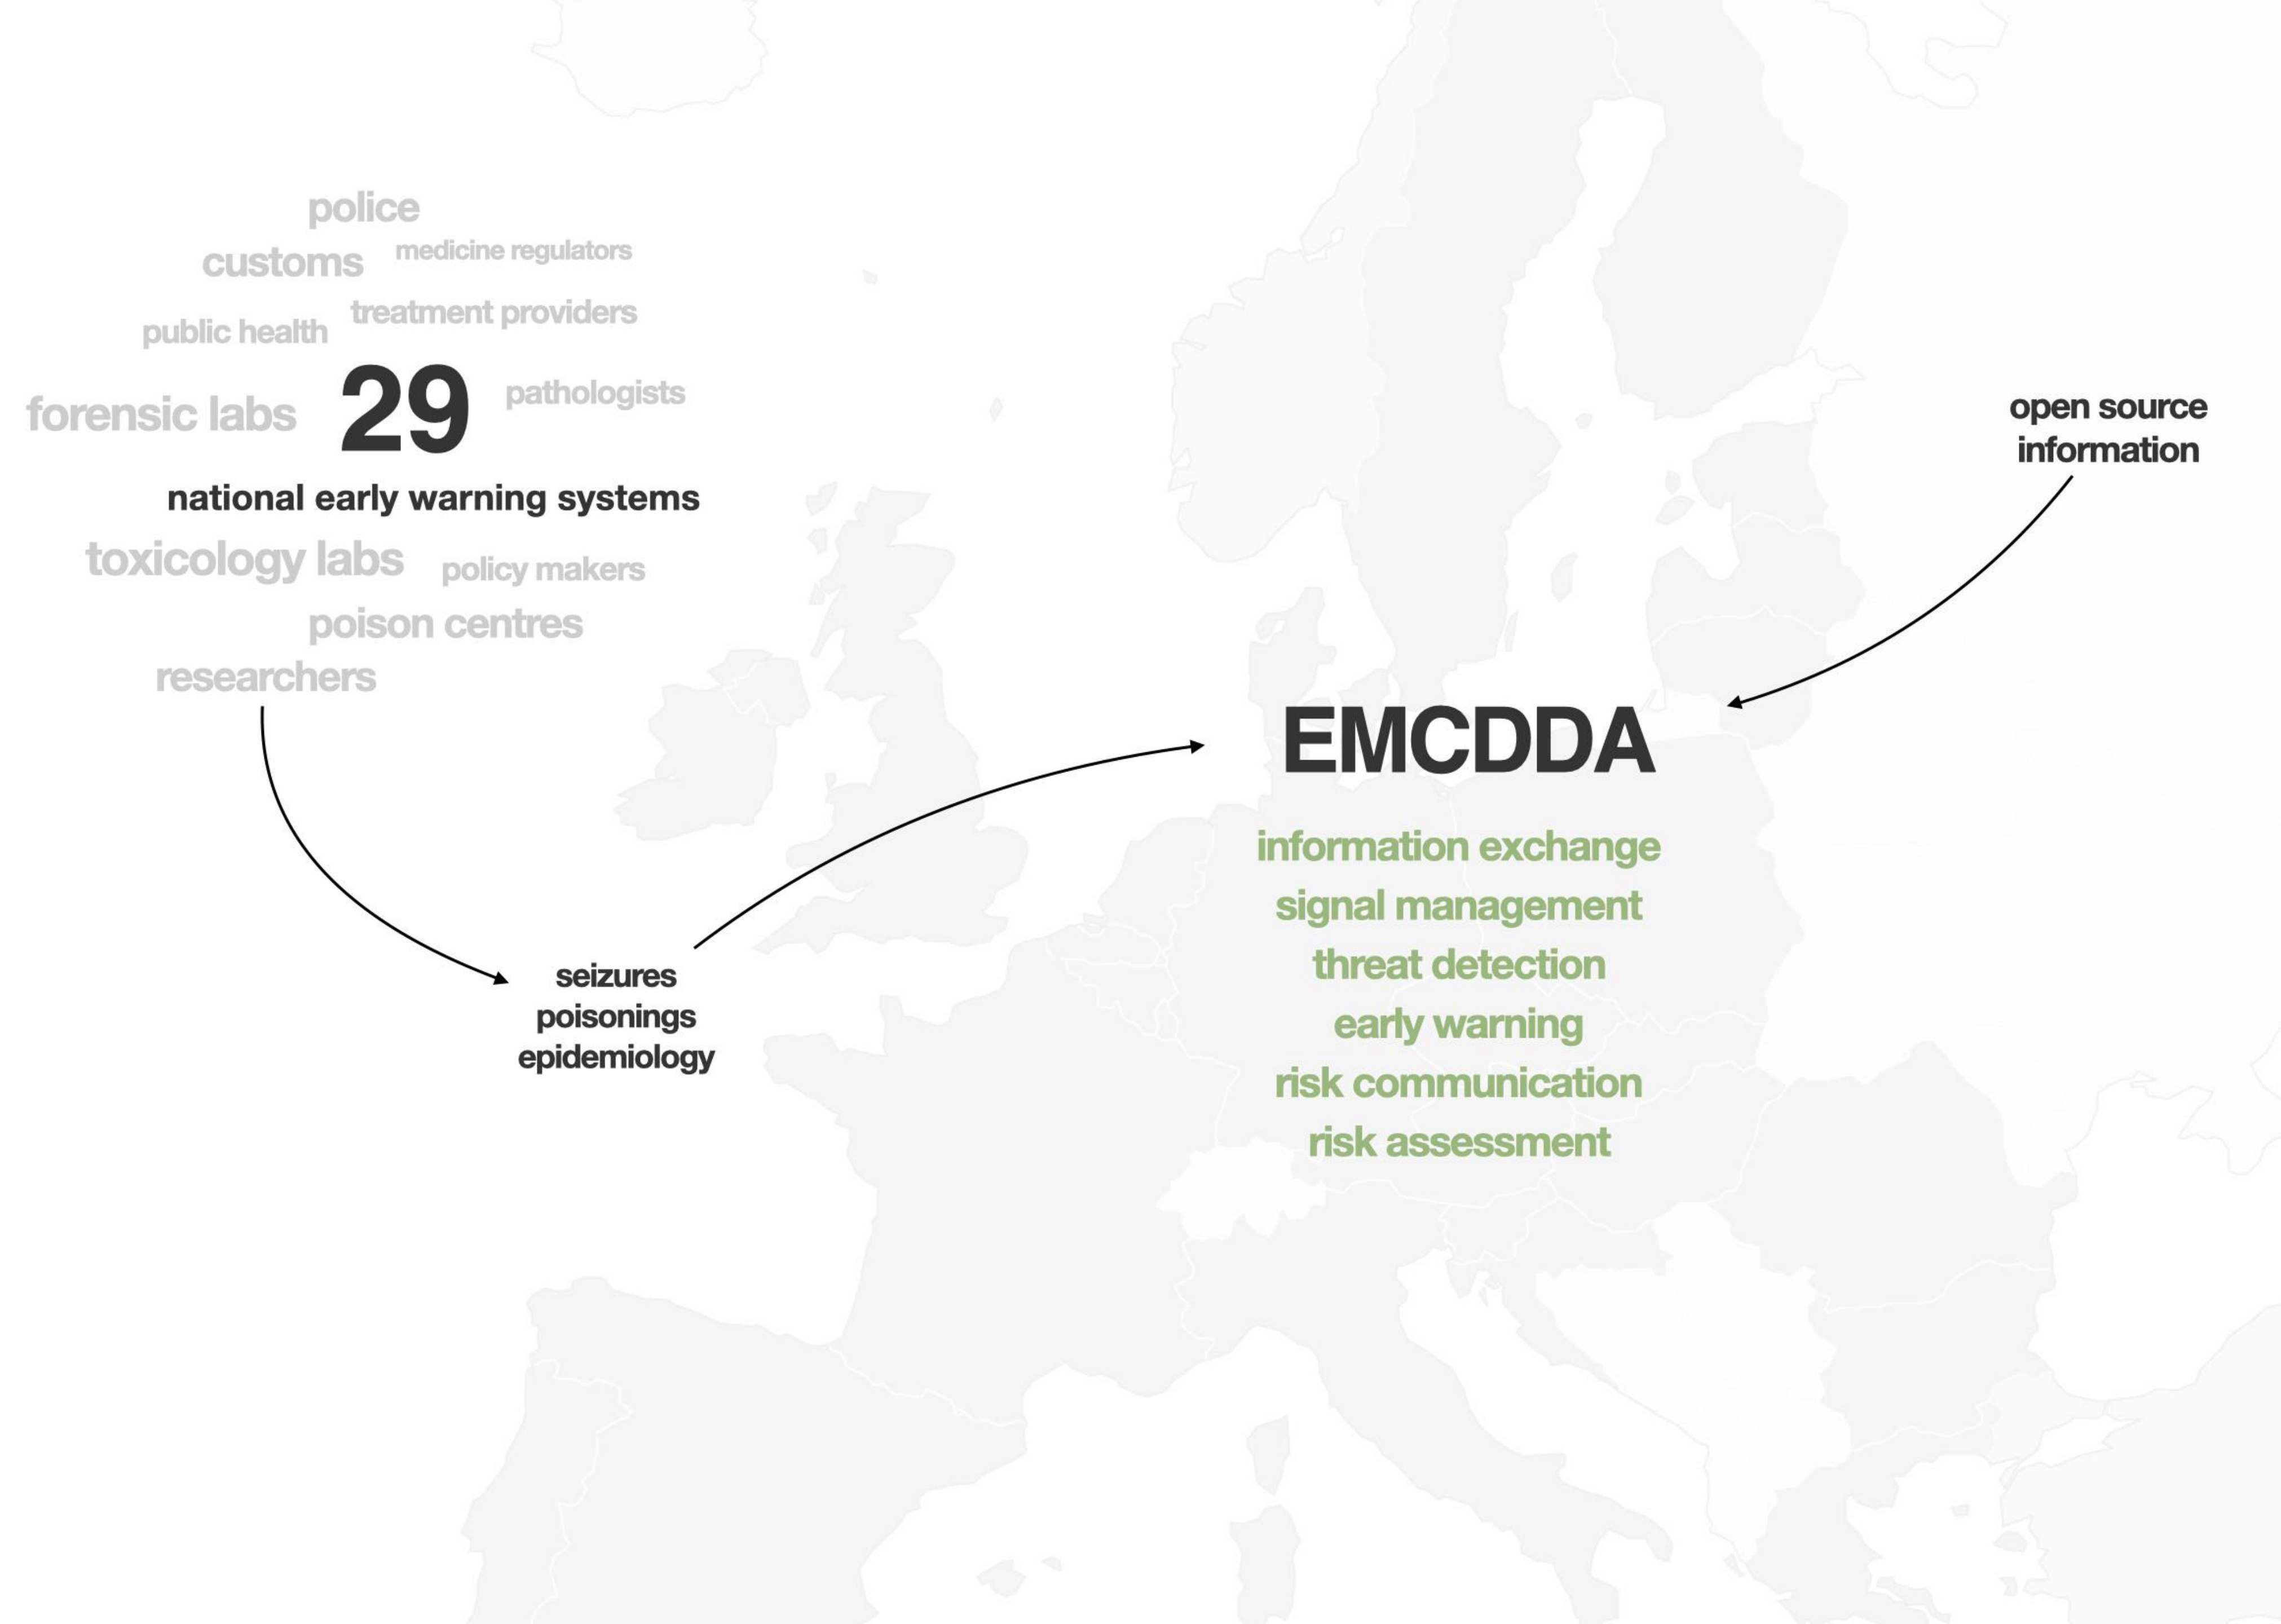 police
customs
medicine regulators
public health
treatment providers
forensic labs
29
pathologists
national early warning systems
toxicology labs
policy makers
poison centres
researchers
seizures
poisonings
epidemiology
EMCDDA
information exchange
signal management
threat detection
early warning
risk communication
risk assessment
open source
information